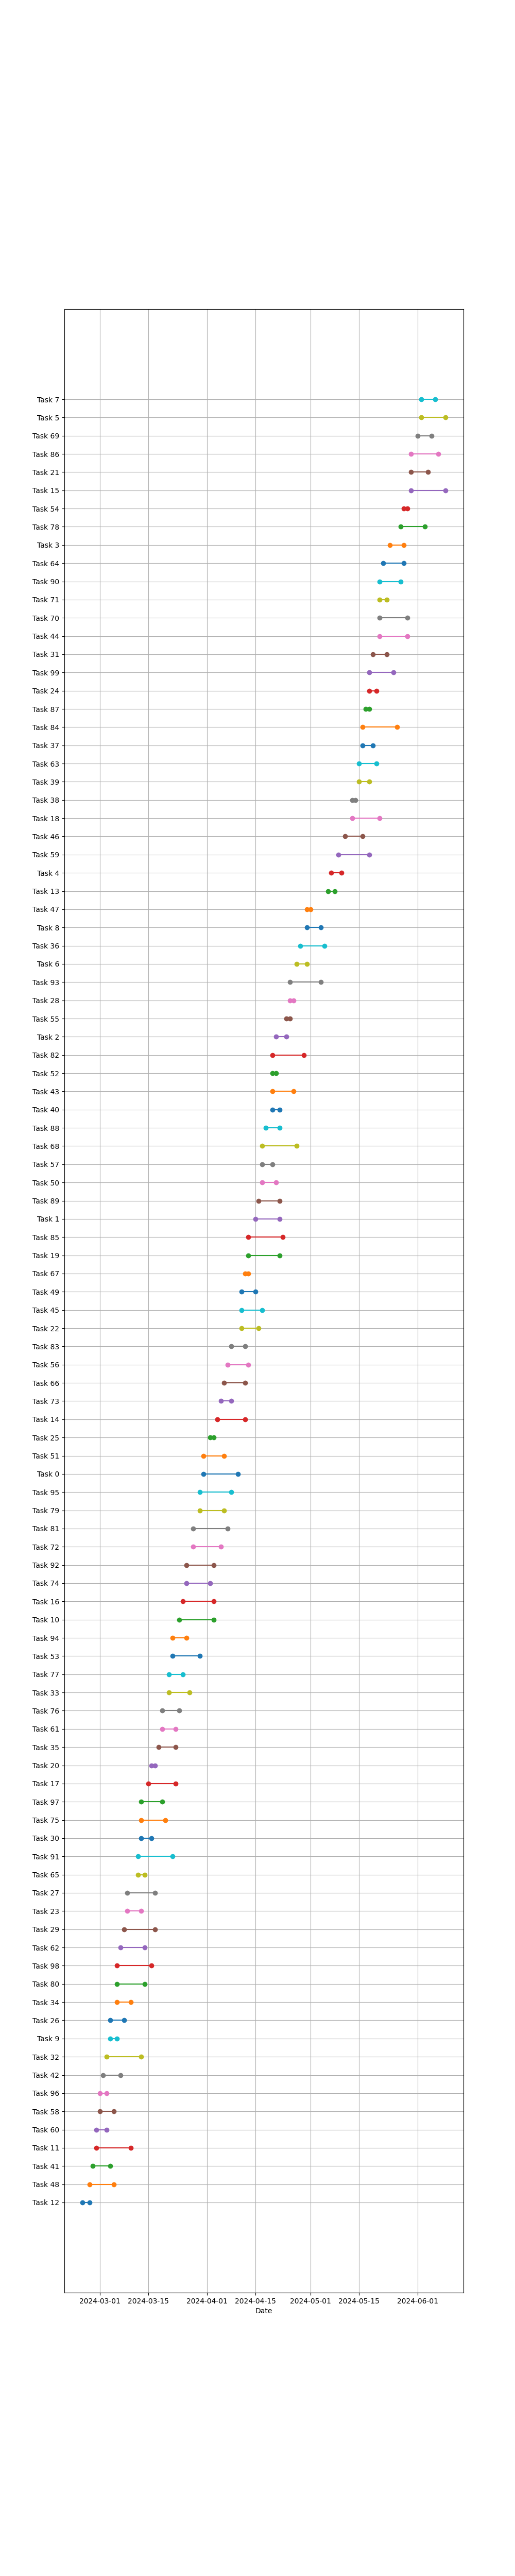 Task 7
Task 5
Task 69
Task 86
Task 21
Task 15
Task 54
Task 78
Task 3
Task 64
Task 90
Task 71
Task 70
Task 44
Task 31
Task 99
Task 24
Task 87
Task 84
Task 37
Task 63
Task 39
Task 38
Task 18
Task 46
Task 59
Task 4
Task 13
Task 47
Task 8
Task 36
Task 6
Task 93
Task 28
Task 55
Task 2
Task 82
Task 52
Task 43
Task 40
Task 88
Task 68
Task 57
Task 50
Task 89
Task 1
Task 85
Task 19
Task 67
Task 49
Task 45
Task 22
Task 83
Task 56
Task 66
Task 73
Task 14
Task 25
Task 51
Task 0
Task 95
Task 79
Task 81
Task 72
Task 92
Task 74
Task 16
Task 10
Task 94
Task 53
Task 77
Task 33
Task 76
Task 61
Task 35
Task 20
Task 17
Task 97
Task 75
Task 30
Task 91
Task 65
Task 27
Task 23
Task 29
Task 62
Task 98
Task 80
Task 34
Task 26
Task 9
Task 32
Task 42
Task 96
Task 58
Task 60
Task 11
Task 41
Task 48
Task 12
2024-03-01 2024-03-15 2024-04-01 2024-04-15 2024-05-01 2024-05-15 2024-06-01
Date